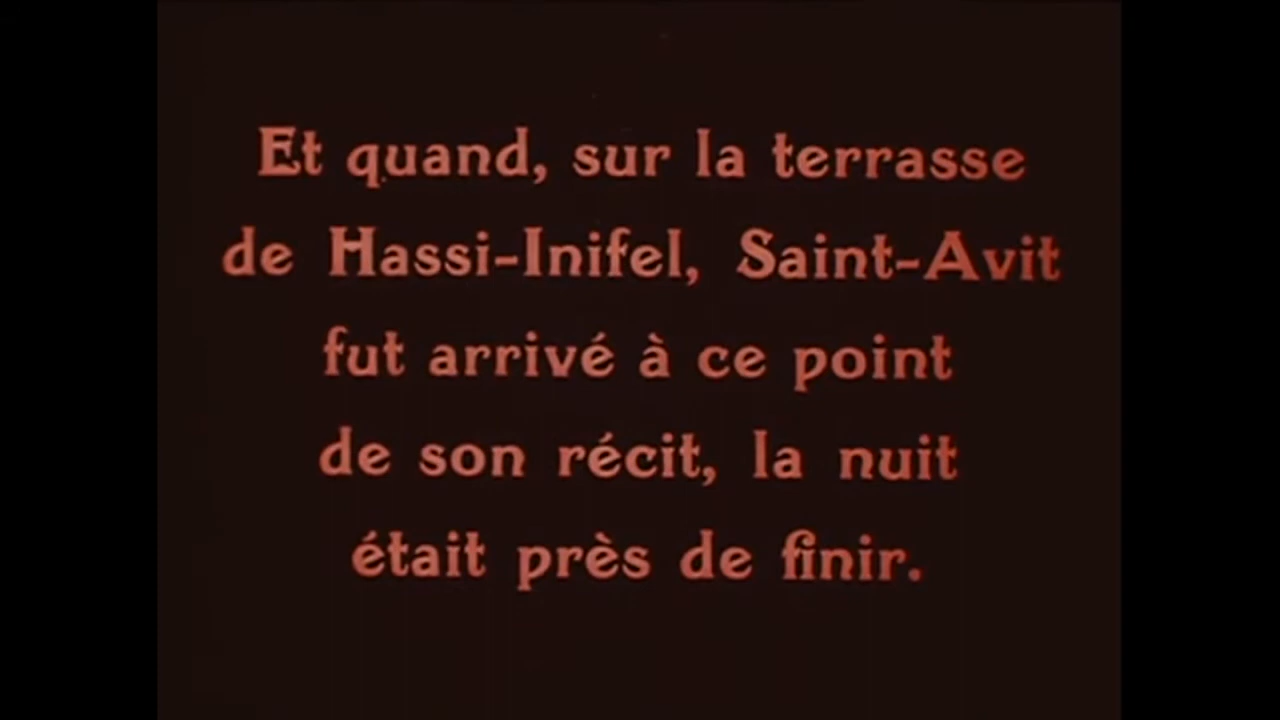 Et quand, sur la terrasse
de Hassi-Inifel, Saint-Avit
fut arrivé à ce point
de son récit, la nuit
était près de finir.